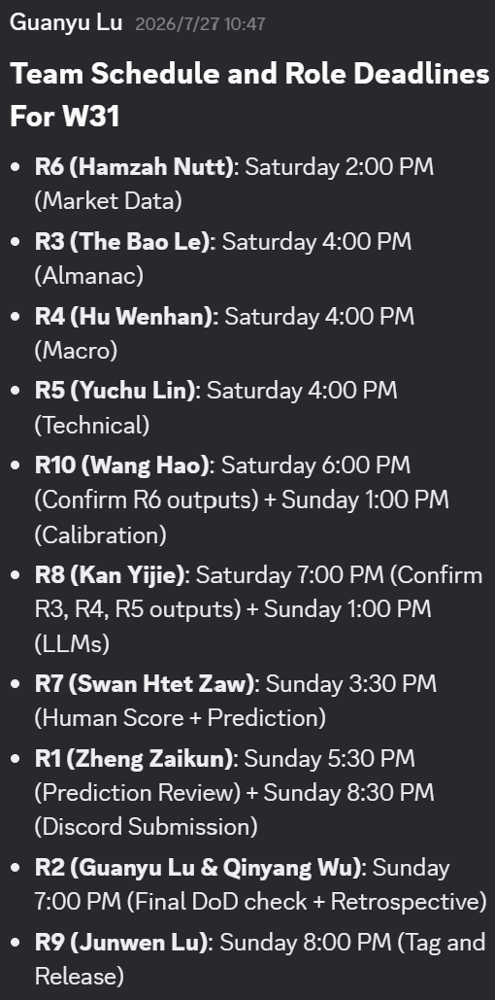 Guanyu Lu 2026/7/27 10:47
Team Schedule and Role Deadlines
For W31
• R6 (Hamzah Nutt): Saturday 2:00 PM
(Market Data)
• R3 (The Bao Le): Saturday 4:00 PM
(Almanac)
• R4 (Hu Wenhan): Saturday 4:00 PM
(Macro)
• R5 (Yuchu Lin): Saturday 4:00 PM
(Technical)
• R10 (Wang Hao): Saturday 6:00 PM
(Confirm R6 outputs) + Sunday 1:00 PM
(Calibration)
• R8 (Kan Yijie): Saturday 7:00 PM (Confirm
R3, R4, R5 outputs) + Sunday 1:00 PM
(LLMs)
• R7 (Swan Htet Zaw): Sunday 3:30 PM
(Human Score + Prediction)
• R1 (Zheng Zaikun): Sunday 5:30 PM
(Prediction Review) + Sunday 8:30 PM
(Discord Submission)
• R2 (Guanyu Lu & Qinyang Wu): Sunday
7:00 PM (Final DoD check + Retrospective)
• R9 (Junwen Lu): Sunday 8:00 PM (Tag and
Release)